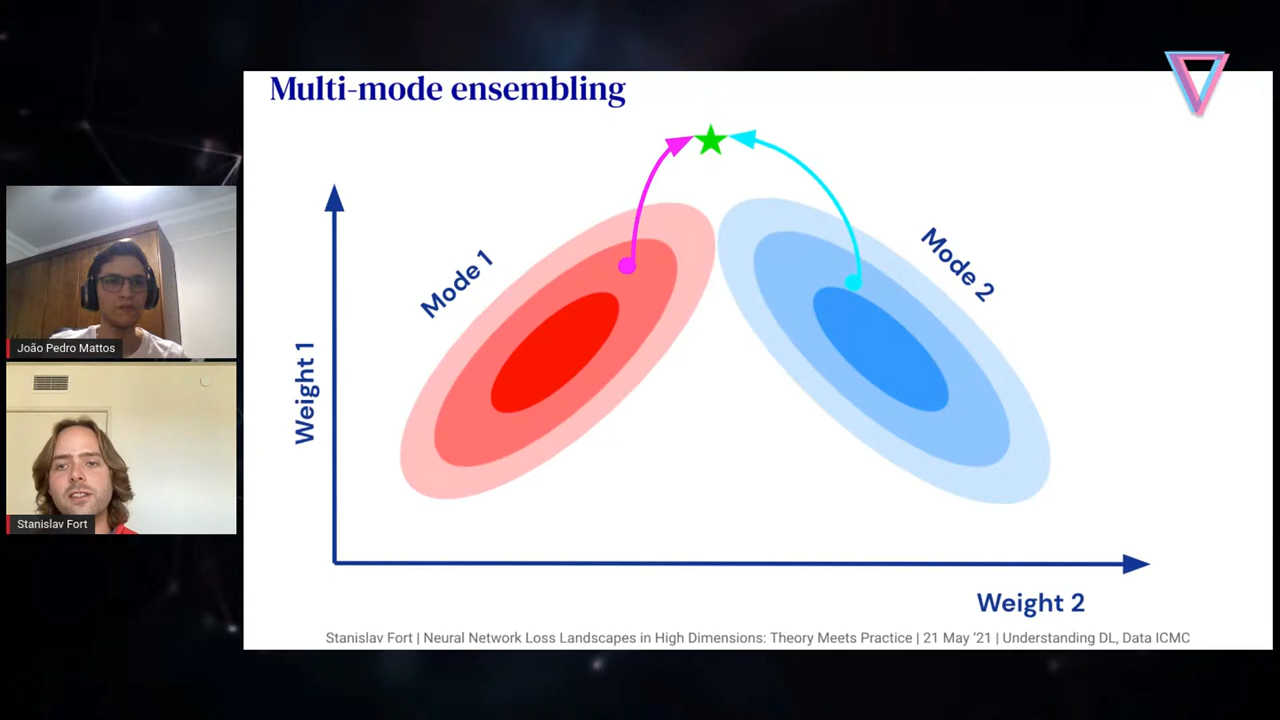 Multi-mode ensembling
Mode 1
Mode 2
Weight 1
Weight 2
João Pedro Mattos
Stanislav Fort
Stanislav Fort | Neural Network Loss Landscapes in High Dimensions: Theory Meets Practice | 21 May ‘21 | Understanding DL, Data ICMC